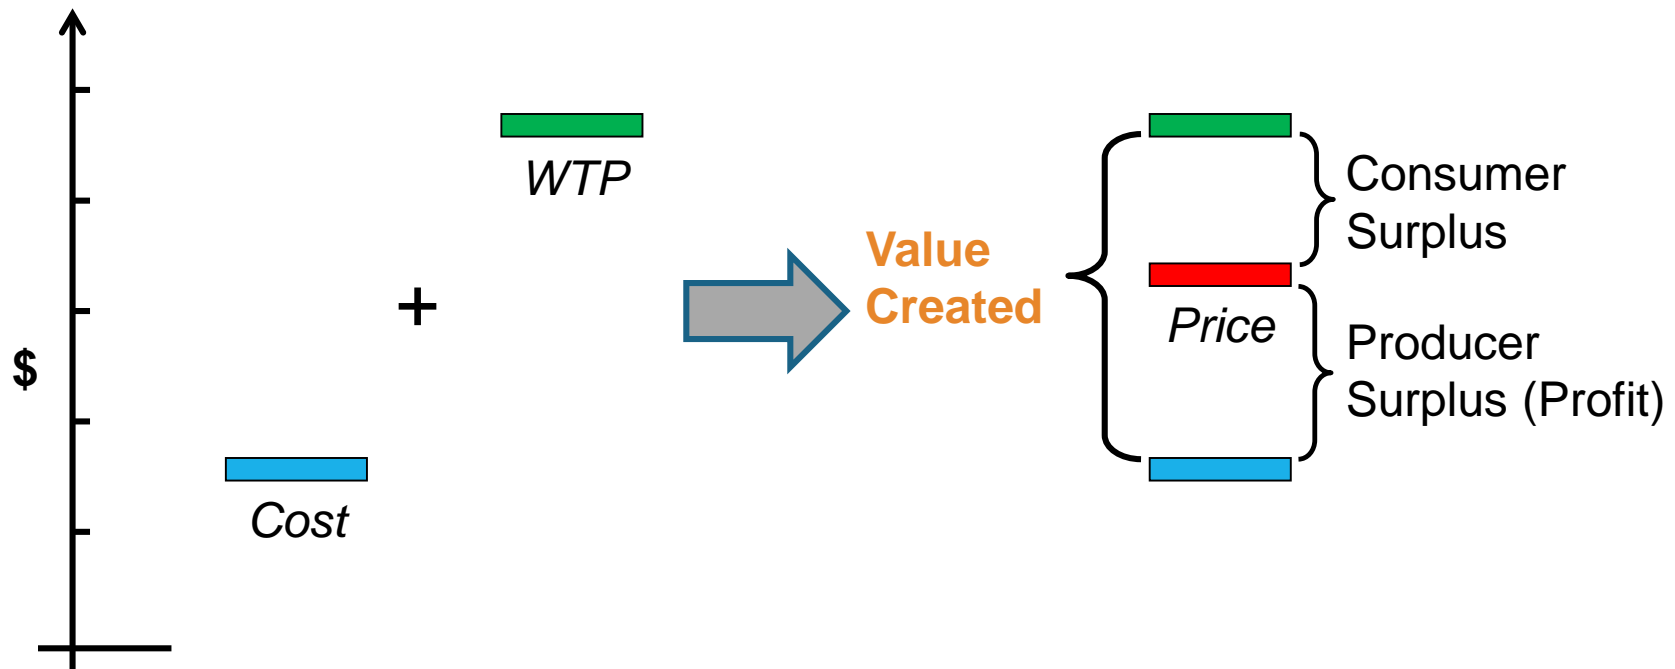 $
Cost
+
WTP
Value
Created
Price
Consumer
Surplus
Producer
Surplus (Profit)